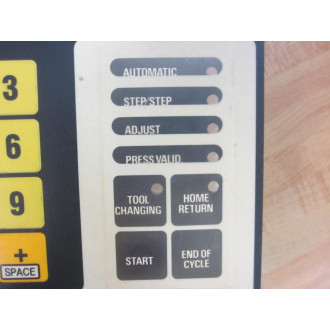 AUTOMATIC
3
STEP/STEP
ADJUST
6
PRESS VALID
9
TOOL
CHANGING
HOME
RETURN
+
SPACE
START
END OF
CYCLE